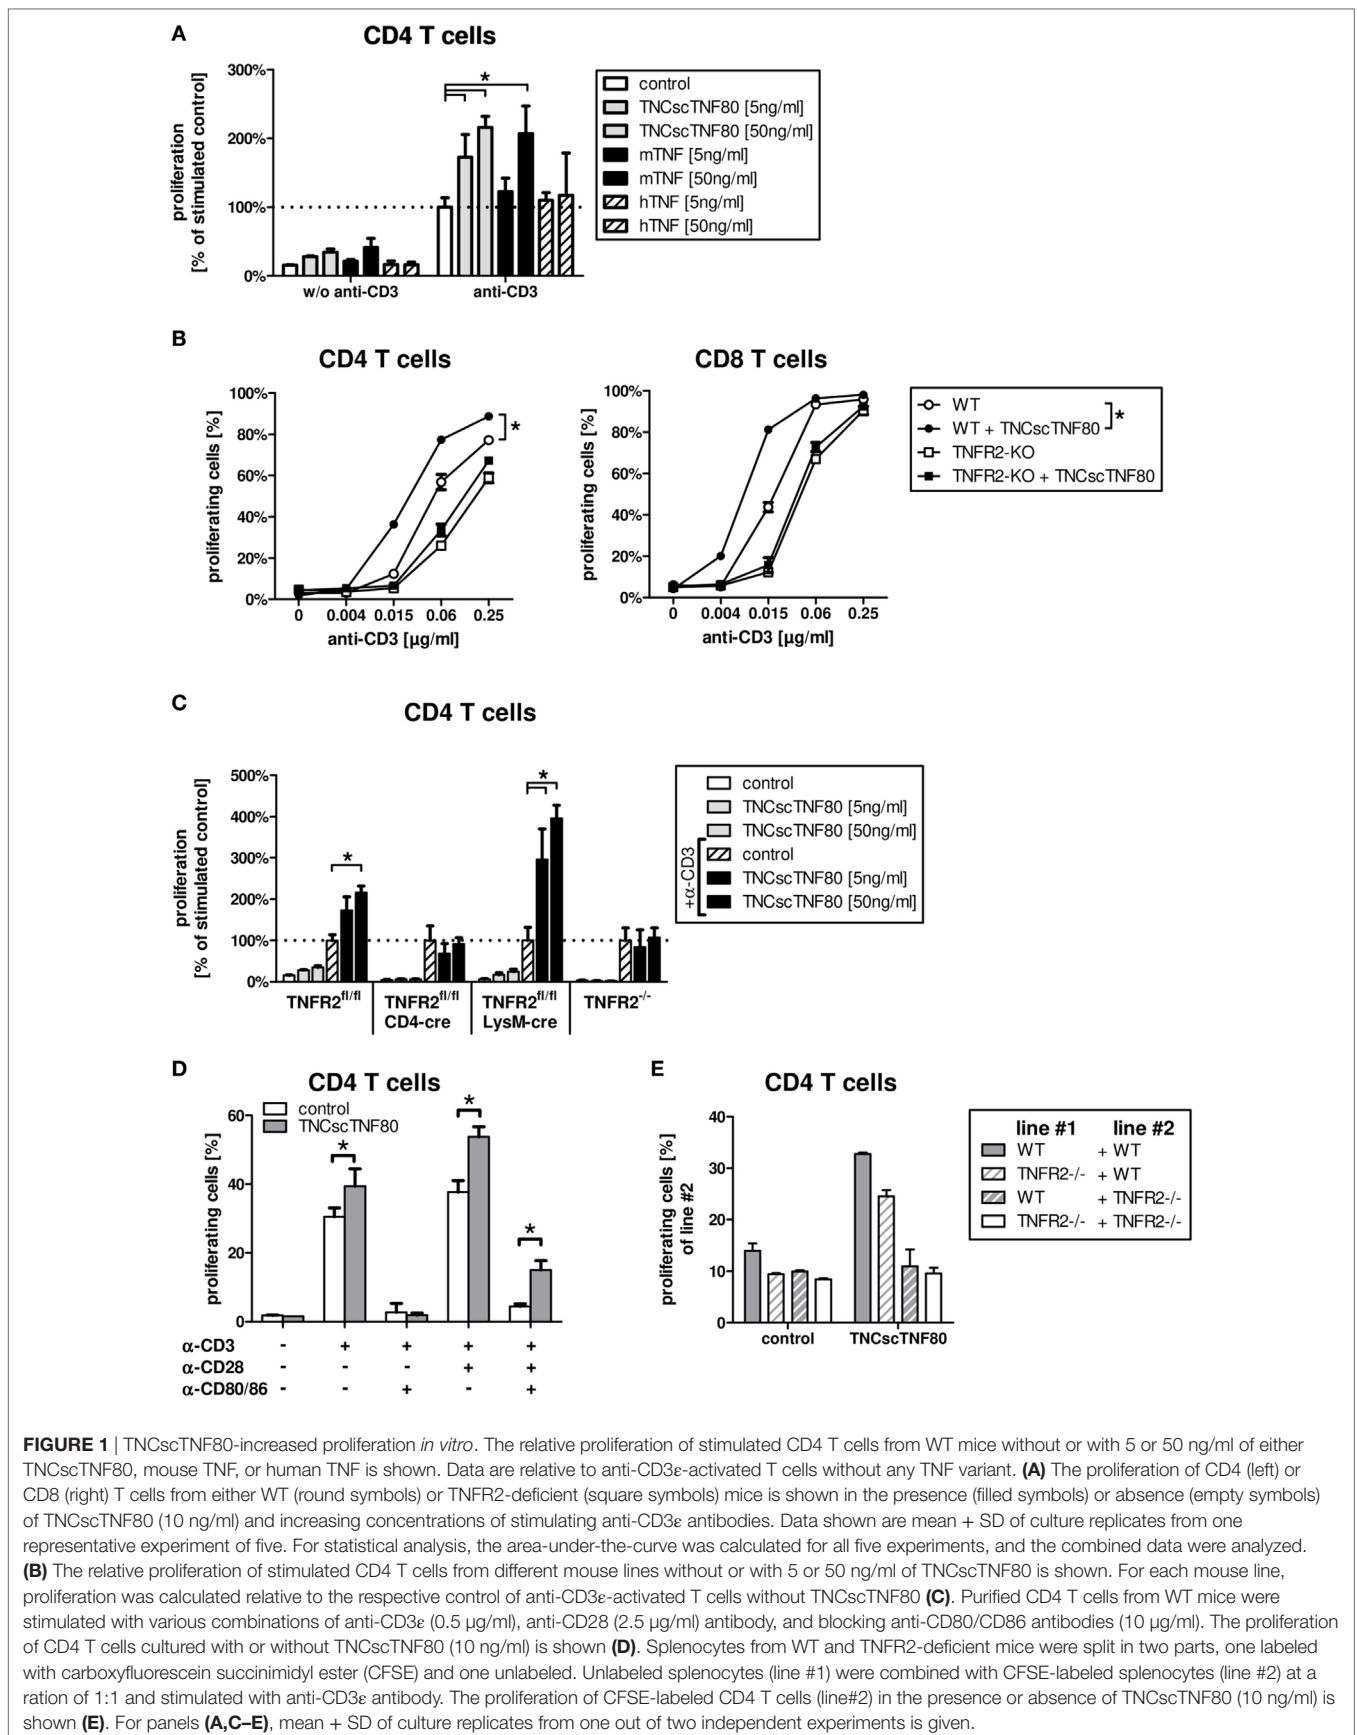 A
CD4 T cells
300%
200%
100%
0%
proliferation
[% of stimulated control]
*
w/o anti-CD3
anti-CD3
control
TNCscTNF80 [5ng/ml]
TNCscTNF80 [50ng/ml]
mTNF [5ng/ml]
mTNF [50ng/ml]
hTNF [5ng/ml]
hTNF [50ng/ml]
B
CD4 T cells
100%
80%
60%
40%
20%
0%
proliferating cells [%]
*
0 0.004 0.015 0.06 0.25
anti-CD3 [µg/ml]
CD8 T cells
100%
80%
60%
40%
20%
0%
proliferating cells [%]
0 0.004 0.015 0.06 0.25
anti-CD3 [µg/ml]
WT
WT + TNCscTNF80
*
TNFR2-KO
TNFR2-KO + TNCscTNF80
C
CD4 T cells
500%
400%
300%
200%
100%
0%
proliferation
[% of stimulated control]
*
*
TNFR2fl/fl
TNFR2fl/fl
CD4-cre
TNFR2fl/fl
LysM-cre
TNFR2-/-
control
TNCscTNF80 [5ng/ml]
TNCscTNF80 [50ng/ml]
+α-CD3
control
TNCscTNF80 [5ng/ml]
TNCscTNF80 [50ng/ml]
D
CD4 T cells
control
TNCscTNF80
60
40
20
0
proliferating cells [%]
*
*
*
α-CD3 - + + + +
α-CD28 - - - + +
α-CD80/86 - - + - +
E
CD4 T cells
40
30
20
10
0
proliferating cells [%]
of line #2
control
TNCscTNF80
line #1 line #2
WT + WT
TNFR2-/- + WT
WT + TNFR2-/-
TNFR2-/- + TNFR2-/-
FIGURE 1 | TNCscTNF80-increased proliferation in vitro. The relative proliferation of stimulated CD4 T cells from WT mice without or with 5 or 50 ng/ml of either
TNCscTNF80, mouse TNF, or human TNF is shown. Data are relative to anti-CD3ε-activated T cells without any TNF variant. (A) The proliferation of CD4 (left) or
CD8 (right) T cells from either WT (round symbols) or TNFR2-deficient (square symbols) mice is shown in the presence (filled symbols) or absence (empty symbols)
of TNCscTNF80 (10 ng/ml) and increasing concentrations of stimulating anti-CD3ε antibodies. Data shown are mean + SD of culture replicates from one
representative experiment of five. For statistical analysis, the area-under-the-curve was calculated for all five experiments, and the combined data were analyzed.
(B) The relative proliferation of stimulated CD4 T cells from different mouse lines without or with 5 or 50 ng/ml of TNCscTNF80 is shown. For each mouse line,
proliferation was calculated relative to the respective control of anti-CD3ε-activated T cells without TNCscTNF80 (C). Purified CD4 T cells from WT mice were
stimulated with various combinations of anti-CD3ε (0.5 µg/ml), anti-CD28 (2.5 µg/ml) antibody, and blocking anti-CD80/CD86 antibodies (10 µg/ml). The proliferation
of CD4 T cells cultured with or without TNCscTNF80 (10 ng/ml) is shown (D). Splenocytes from WT and TNFR2-deficient mice were split in two parts, one labeled
with carboxyfluorescein succinimidyl ester (CFSE) and one unlabeled. Unlabeled splenocytes (line #1) were combined with CFSE-labeled splenocytes (line #2) at a
ration of 1:1 and stimulated with anti-CD3ε antibody. The proliferation of CFSE-labeled CD4 T cells (line#2) in the presence or absence of TNCscTNF80 (10 ng/ml) is
shown (E). For panels (A,C–E), mean + SD of culture replicates from one out of two independent experiments is given.